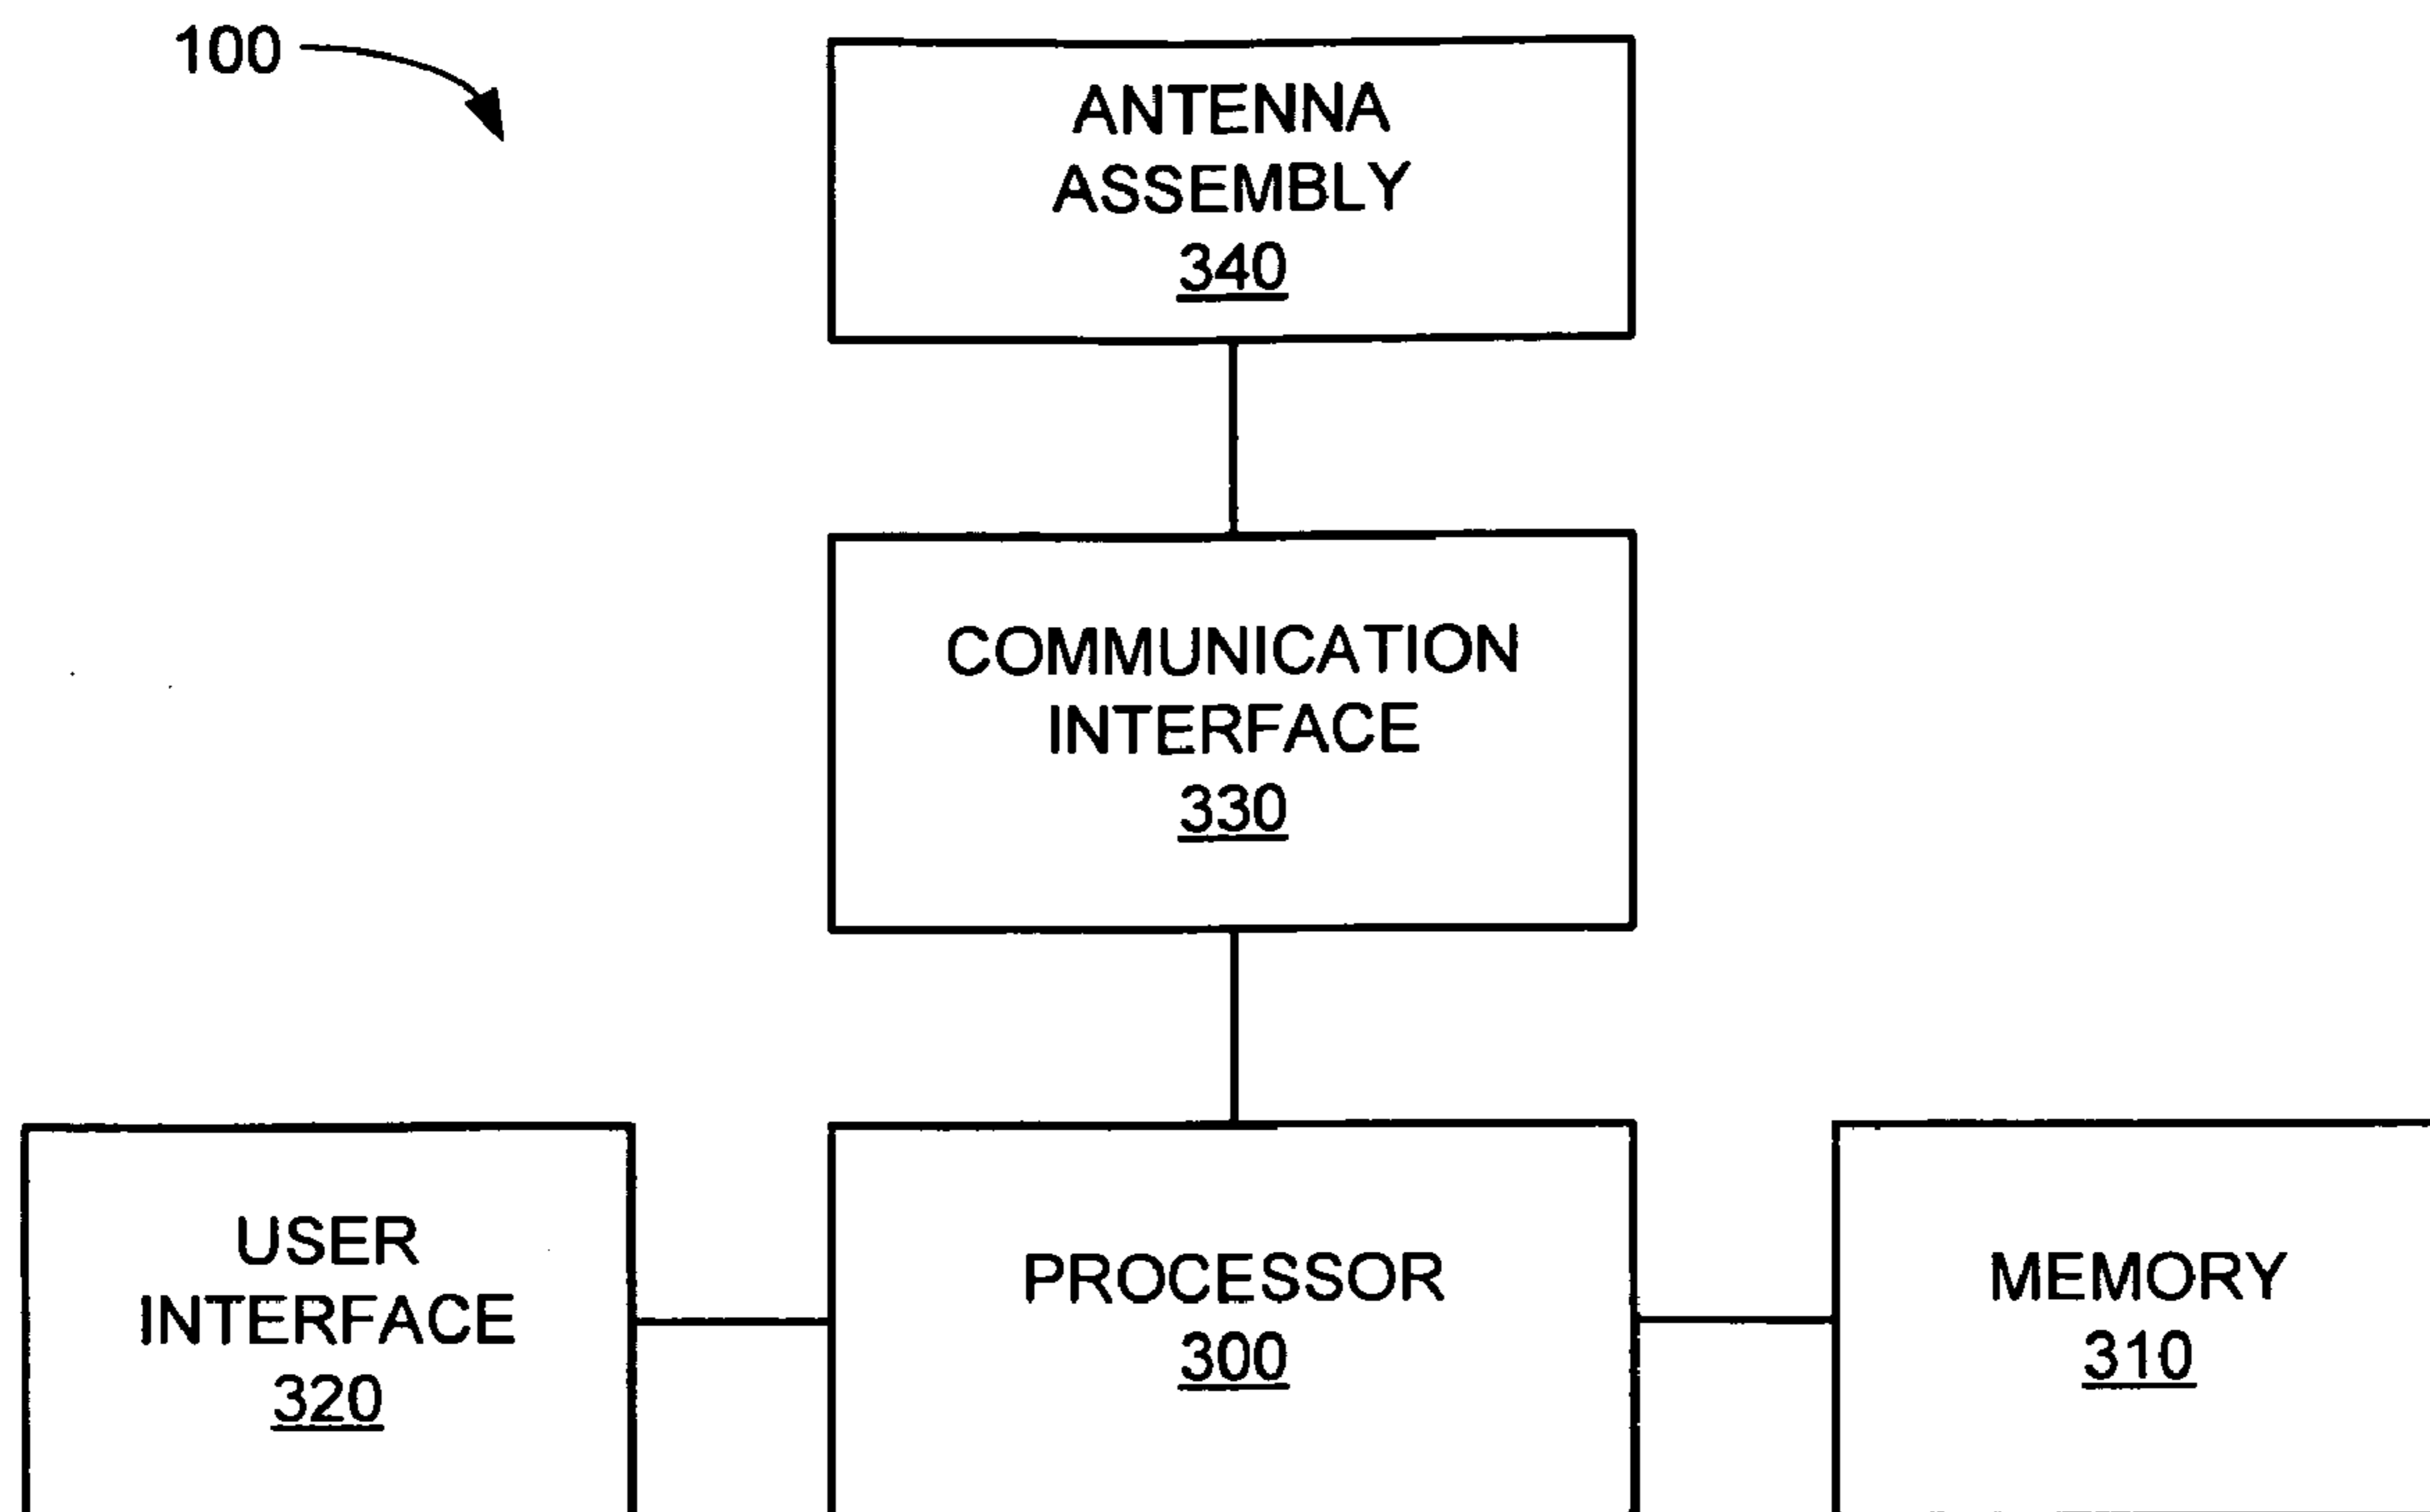 100
ANTENNA
ASSEMBLY
340
COMMUNICATION
INTERFACE
330
USER
INTERFACE
320
PROCESSOR
300
MEMORY
310